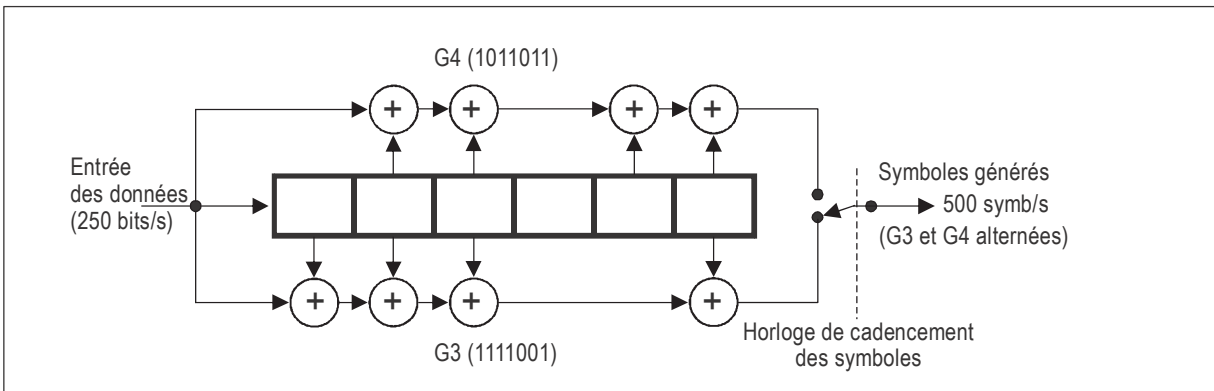 G4 (1011011)
Entrée
des données
(250 bits/s)
Symboles générés
500 symb/s
(G3 et G4 alternées)
Horloge de cadencement
des symboles
G3 (1111001)